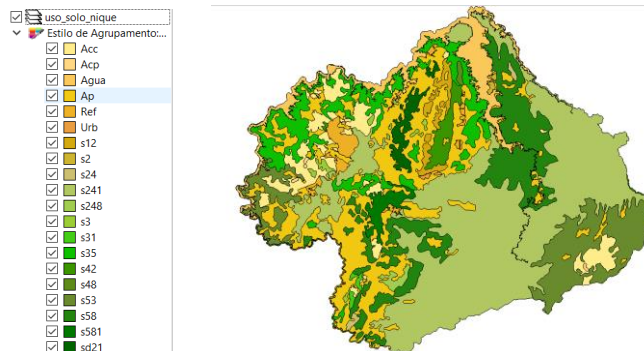 uso_solo_nique
Estilo de Agrupamento:...
Acc
Acp
Agua
Ap
Ref
Urb
s12
s2
s24
s241
s248
s3
s31
s35
s42
s48
s53
s58
s581
sd21